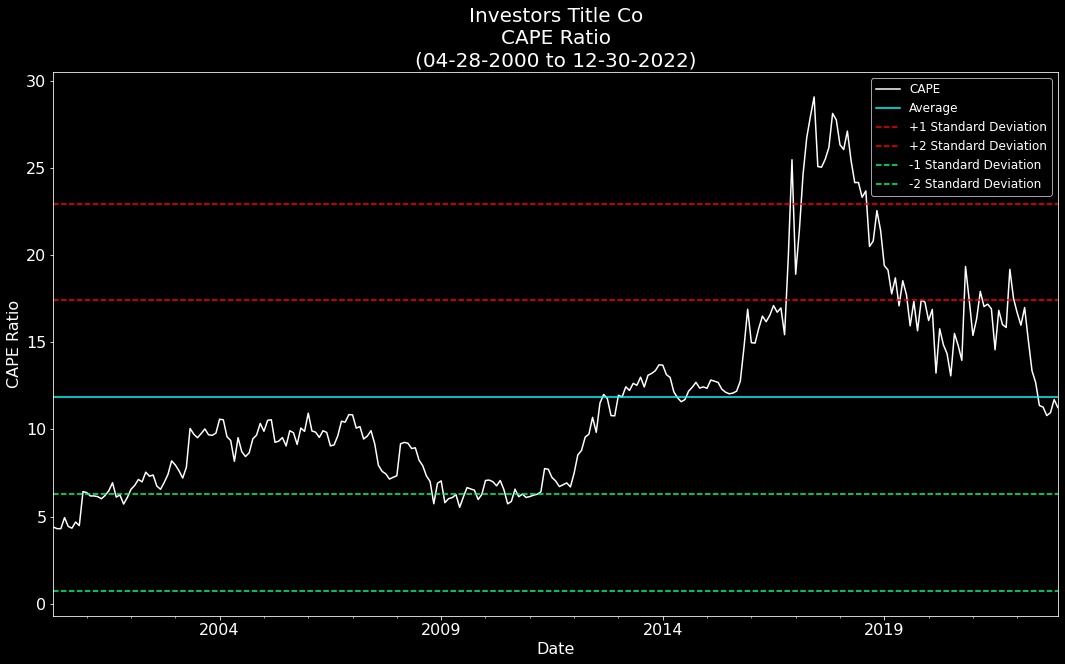 Investors Title Co
CAPE Ratio
(04-28-2000 to 12-30-2022)
CAPE
Average
+1 Standard Deviation
+2 Standard Deviation
-1 Standard Deviation
-2 Standard Deviation
30
25
20
15
10
5
0
CAPE Ratio
2004
2009
2014
2019
Date